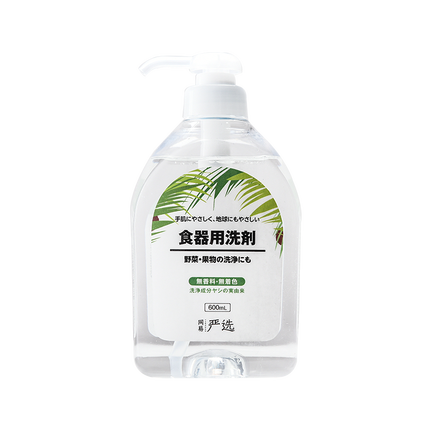 手肌にやさしく、地球にもやさしい
食器用洗剤
野菜・果物の洗浄にも
無香料・無着色
洗浄成分ヤシの実由来
600mL
网易 严选